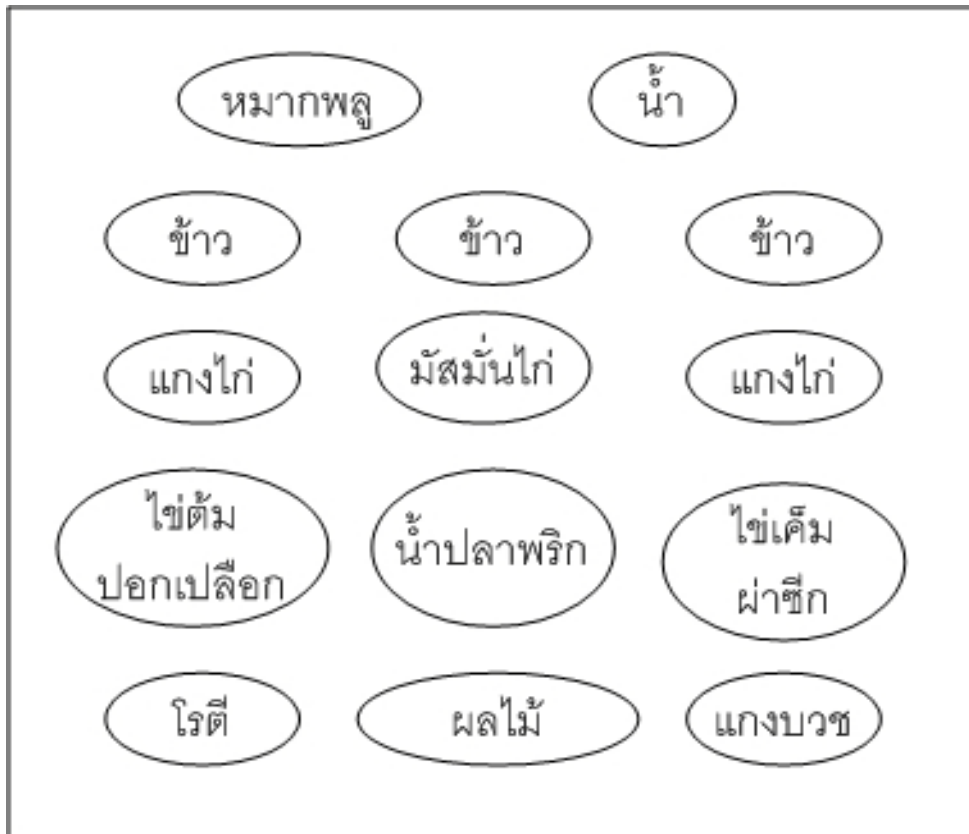 หมากพลู
น้ำ
ข้าว
ข้าว
ข้าว
แกงไก่
มัสมั่นไก่
แกงไก่
ไข่ต้ม
ปอกเปลือก
น้ำปลาพริก
ไข่เค็ม
ผ่าซีก
โรตี
ผลไม้
แกงบวช